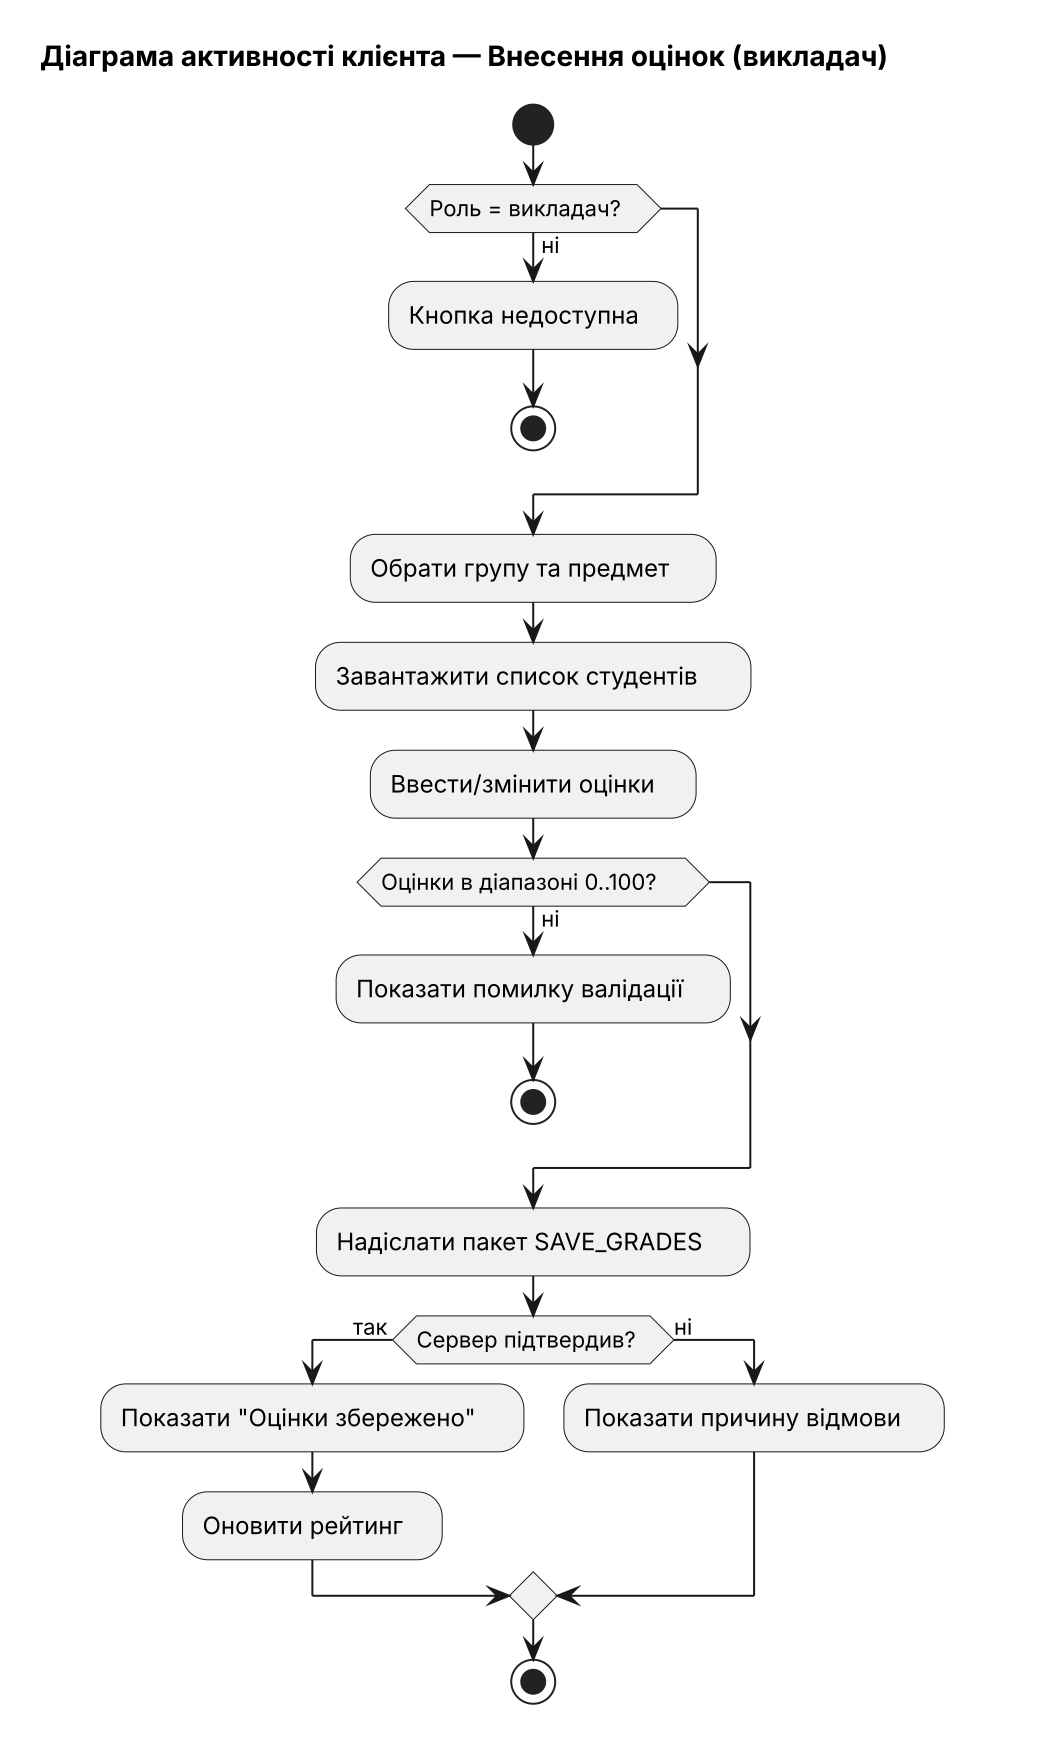 Діаграма активності клієнта — Внесення оцінок (викладач)
Роль = викладач?
ні
Кнопка недоступна
Обрати групу та предмет
Завантажити список студентів
Ввести/змінити оцінки
Оцінки в діапазоні 0..100?
ні
Показати помилку валідації
Надіслати пакет SAVE_GRADES
так
Сервер підтвердив?
ні
Показати "Оцінки збережено"
Показати причину відмови
Оновити рейтинг